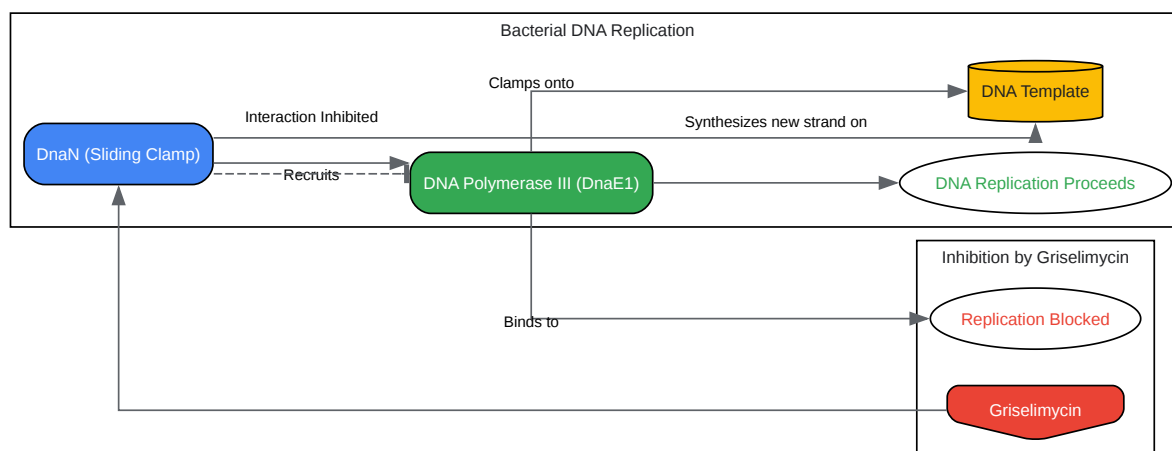 Bacterial DNA Replication
Clamps onto
DNA Template
Interaction Inhibited
Synthesizes new strand on
DnaN (Sliding Clamp)
Recruits
DNA Polymerase III (DnaE1)
DNA Replication Proceeds
Inhibition by Griselimycin
Binds to
Replication Blocked
Griselimycin